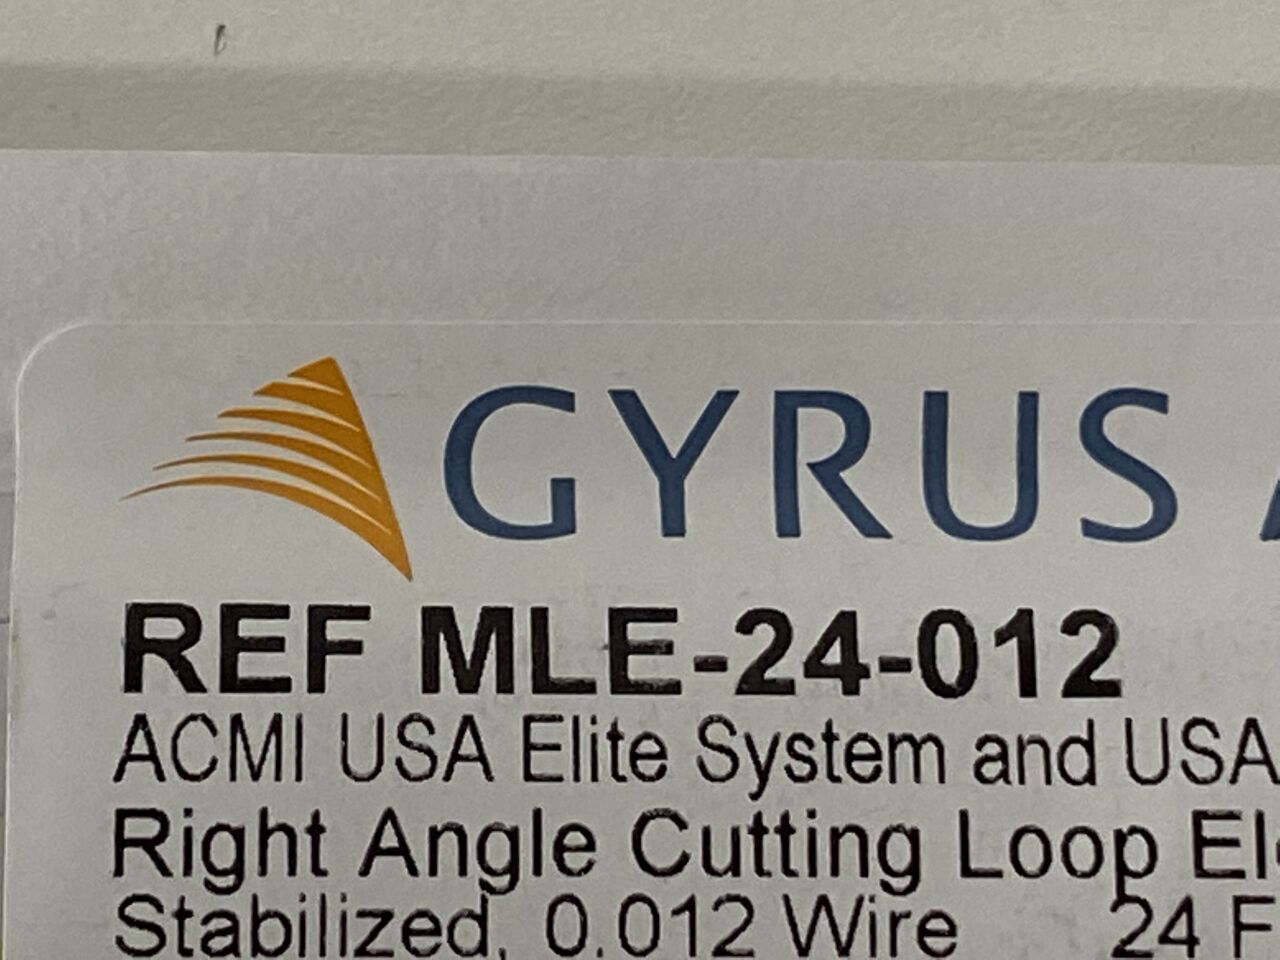 GYRUS
REF MLE-24-012
ACMI USA Elite System and USA
Right Angle Cutting Loop
Stabilized, 0.012 Wire 24 F